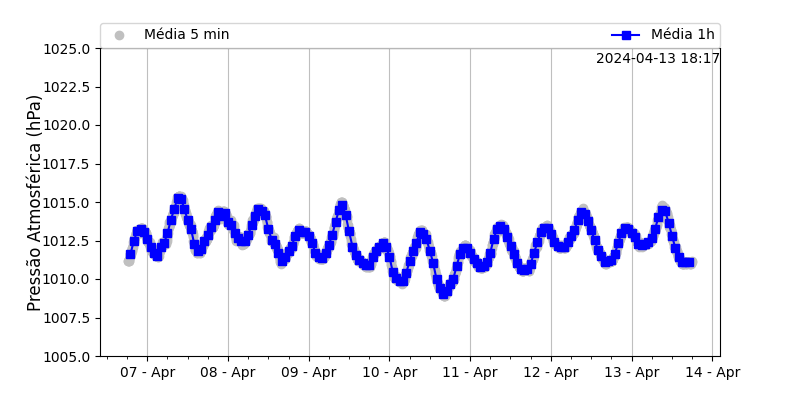 Média 5 min
Média 1h
2024-04-13 18:17
Pressão Atmosférica (hPa)
1025.0
1022.5
1020.0
1017.5
1015.0
1012.5
1010.0
1007.5
1005.0
07 - Apr
08 - Apr
09 - Apr
10 - Apr
11 - Apr
12 - Apr
13 - Apr
14 - Apr